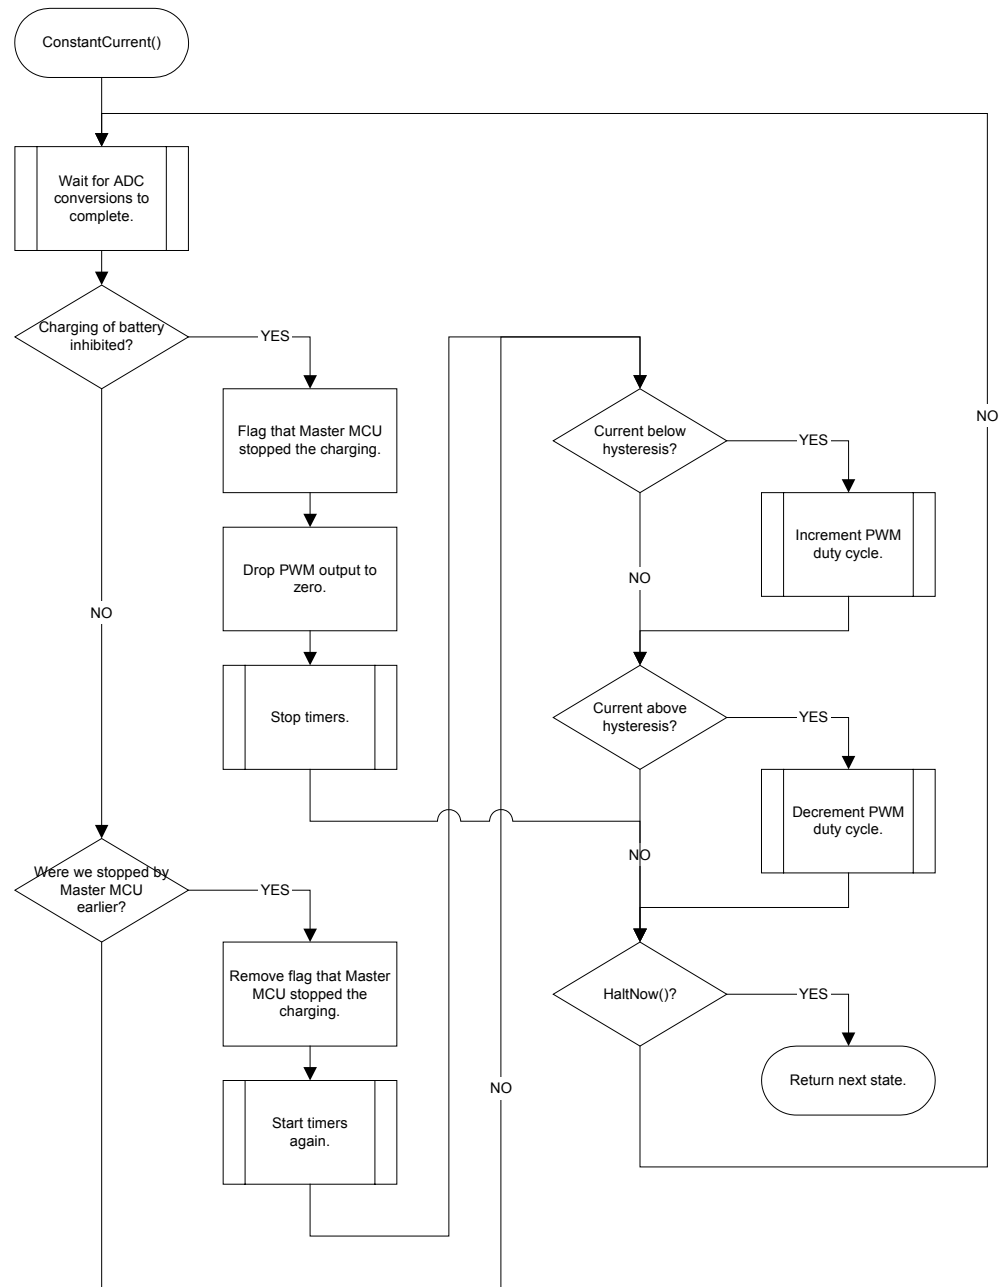 ConstantCurrent()
Wait for ADC
conversions to
complete.
Charging of battery
inhibited?
YES
Flag that Master MCU
stopped the charging.
Drop PWM output to
zero.
Stop timers.
NO
Were we stopped by
Master MCU
earlier?
YES
Remove flag that Master
MCU stopped the
charging.
Start timers
again.
NO
Current below
hysteresis?
YES
Increment PWM
duty cycle.
NO
Current above
hysteresis?
YES
Decrement PWM
duty cycle.
NO
HaltNow()?
YES
Return next state.
NO